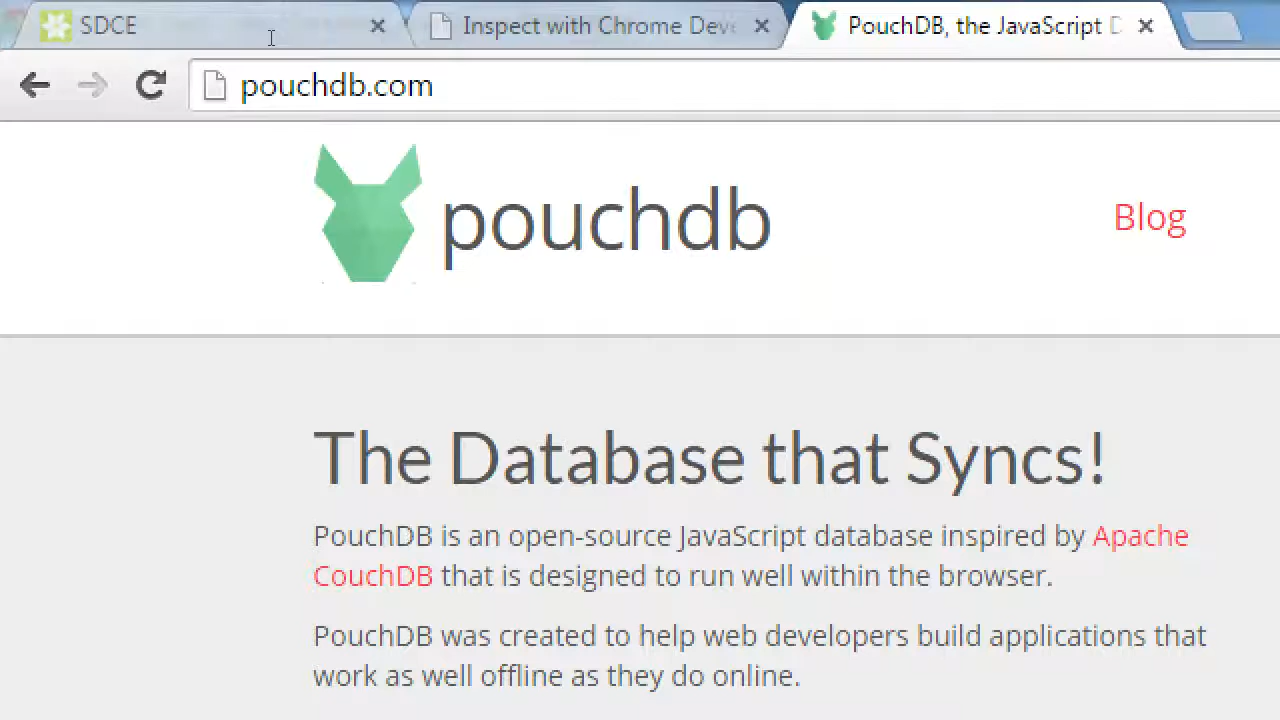 SDCE
Inspect with Chrome Dev
PouchDB, the JavaScript D
pouchdb.com
pouchdb
Blog
The Database that Syncs!
PouchDB is an open-source JavaScript database inspired by Apache
CouchDB that is designed to run well within the browser.
PouchDB was created to help web developers build applications that
work as well offline as they do online.